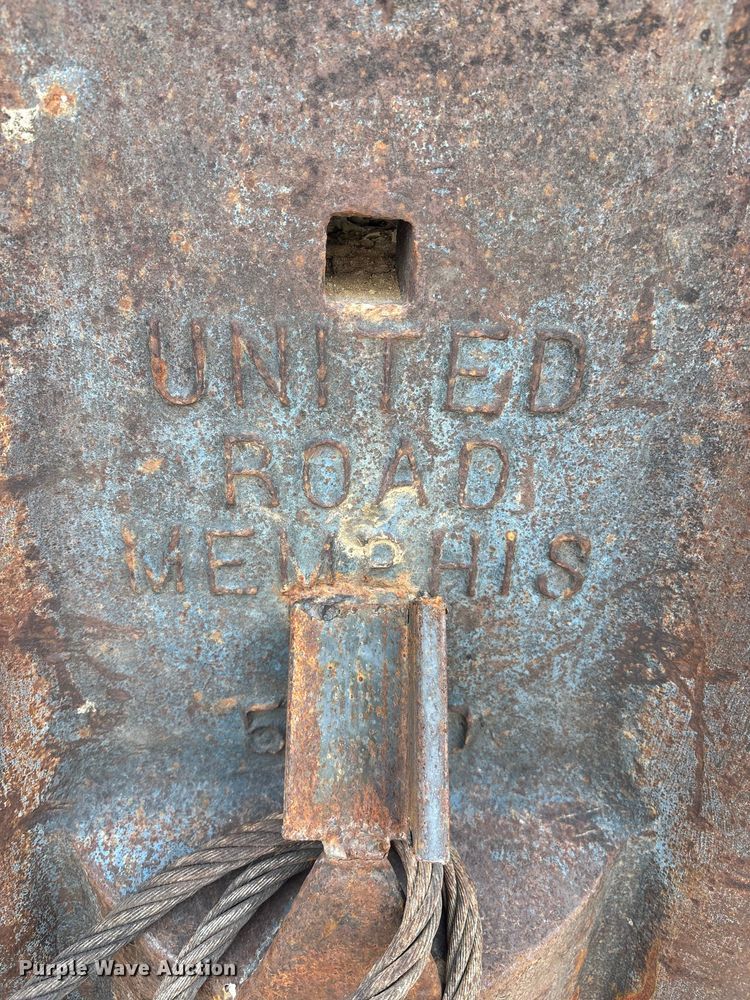 UNITED
ROAD
MEMPHIS
Purple Wave Auction